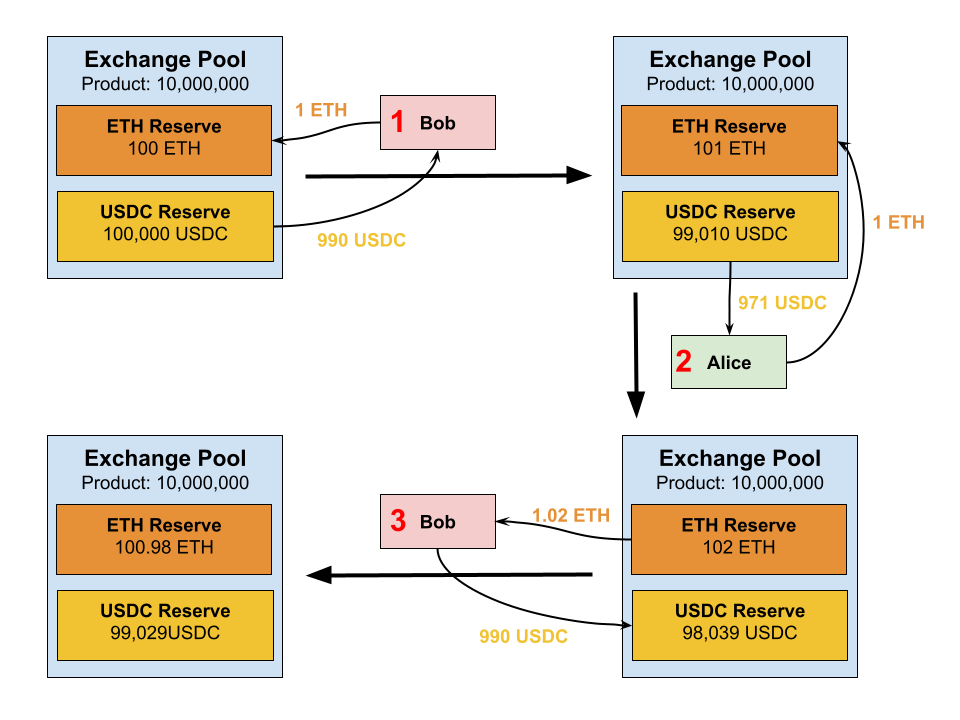 Exchange Pool
Product: 10,000,000
ETH Reserve
100 ETH
USDC Reserve
100,000 USDC
1 ETH
1 Bob
990 USDC
Exchange Pool
Product: 10,000,000
ETH Reserve
101 ETH
USDC Reserve
99,010 USDC
1 ETH
971 USDC
2 Alice
Exchange Pool
Product: 10,000,000
ETH Reserve
102 ETH
USDC Reserve
98,039 USDC
1.02 ETH
3 Bob
990 USDC
Exchange Pool
Product: 10,000,000
ETH Reserve
100.98 ETH
USDC Reserve
99,029USDC